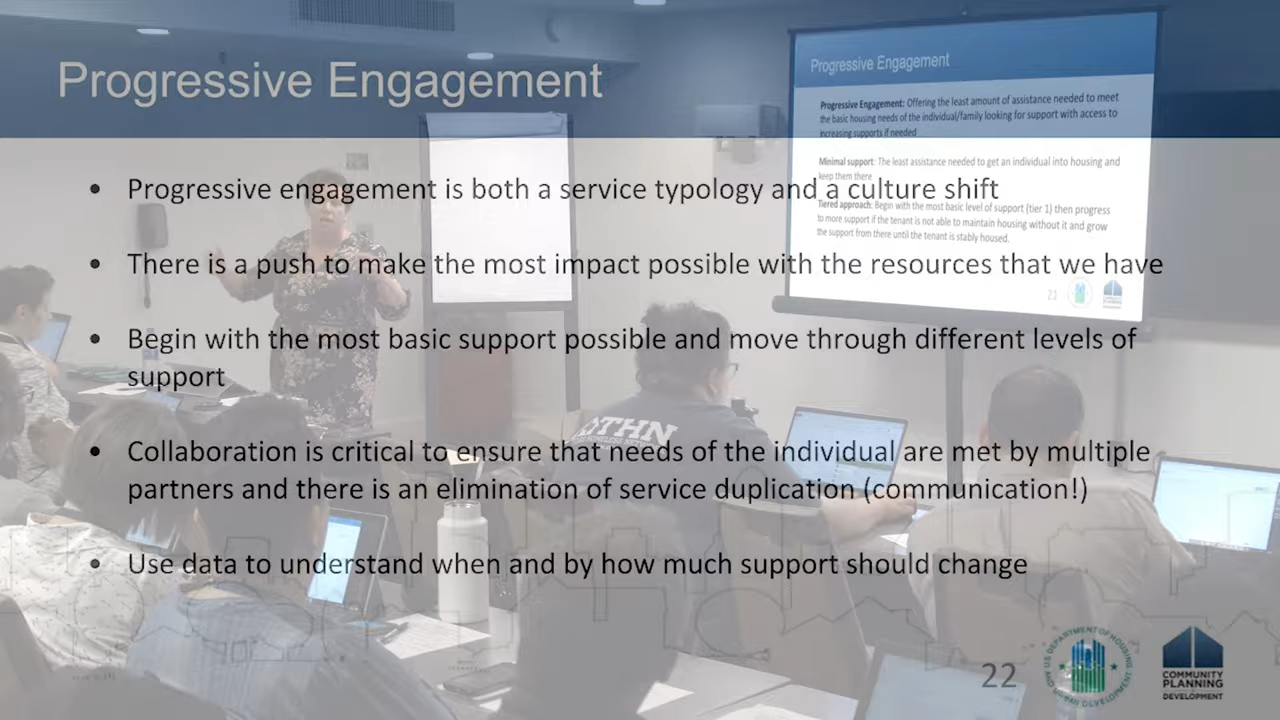 Progressive Engagement
• Progressive engagement is both a service typology and a culture shift
• There is a push to make the most impact possible with the resources that we have
• Begin with the most basic support possible and move through different levels of
support
• Collaboration is critical to ensure that needs of the individual are met by multiple
partners and there is an elimination of service duplication (communication!)
• Use data to understand when and by how much support should change
22
U.S. DEPARTMENT OF HOUSING
AND URBAN DEVELOPMENT
COMMUNITY
PLANNING
DEVELOPMENT
Progressive Engagement
Progressive Engagement: Offering the least amount of assistance needed to meet
the basic housing needs of the individual/family looking for support with access to
increasing supports if needed
Minimal support: The least assistance needed to get an individual into housing and
keep them there
Tiered approach: Begin with the most basic level of support (tier 1) then progress
to more support if the tenant is not able to maintain housing without it and grow
the support from there until the tenant is stably housed.
21
THN